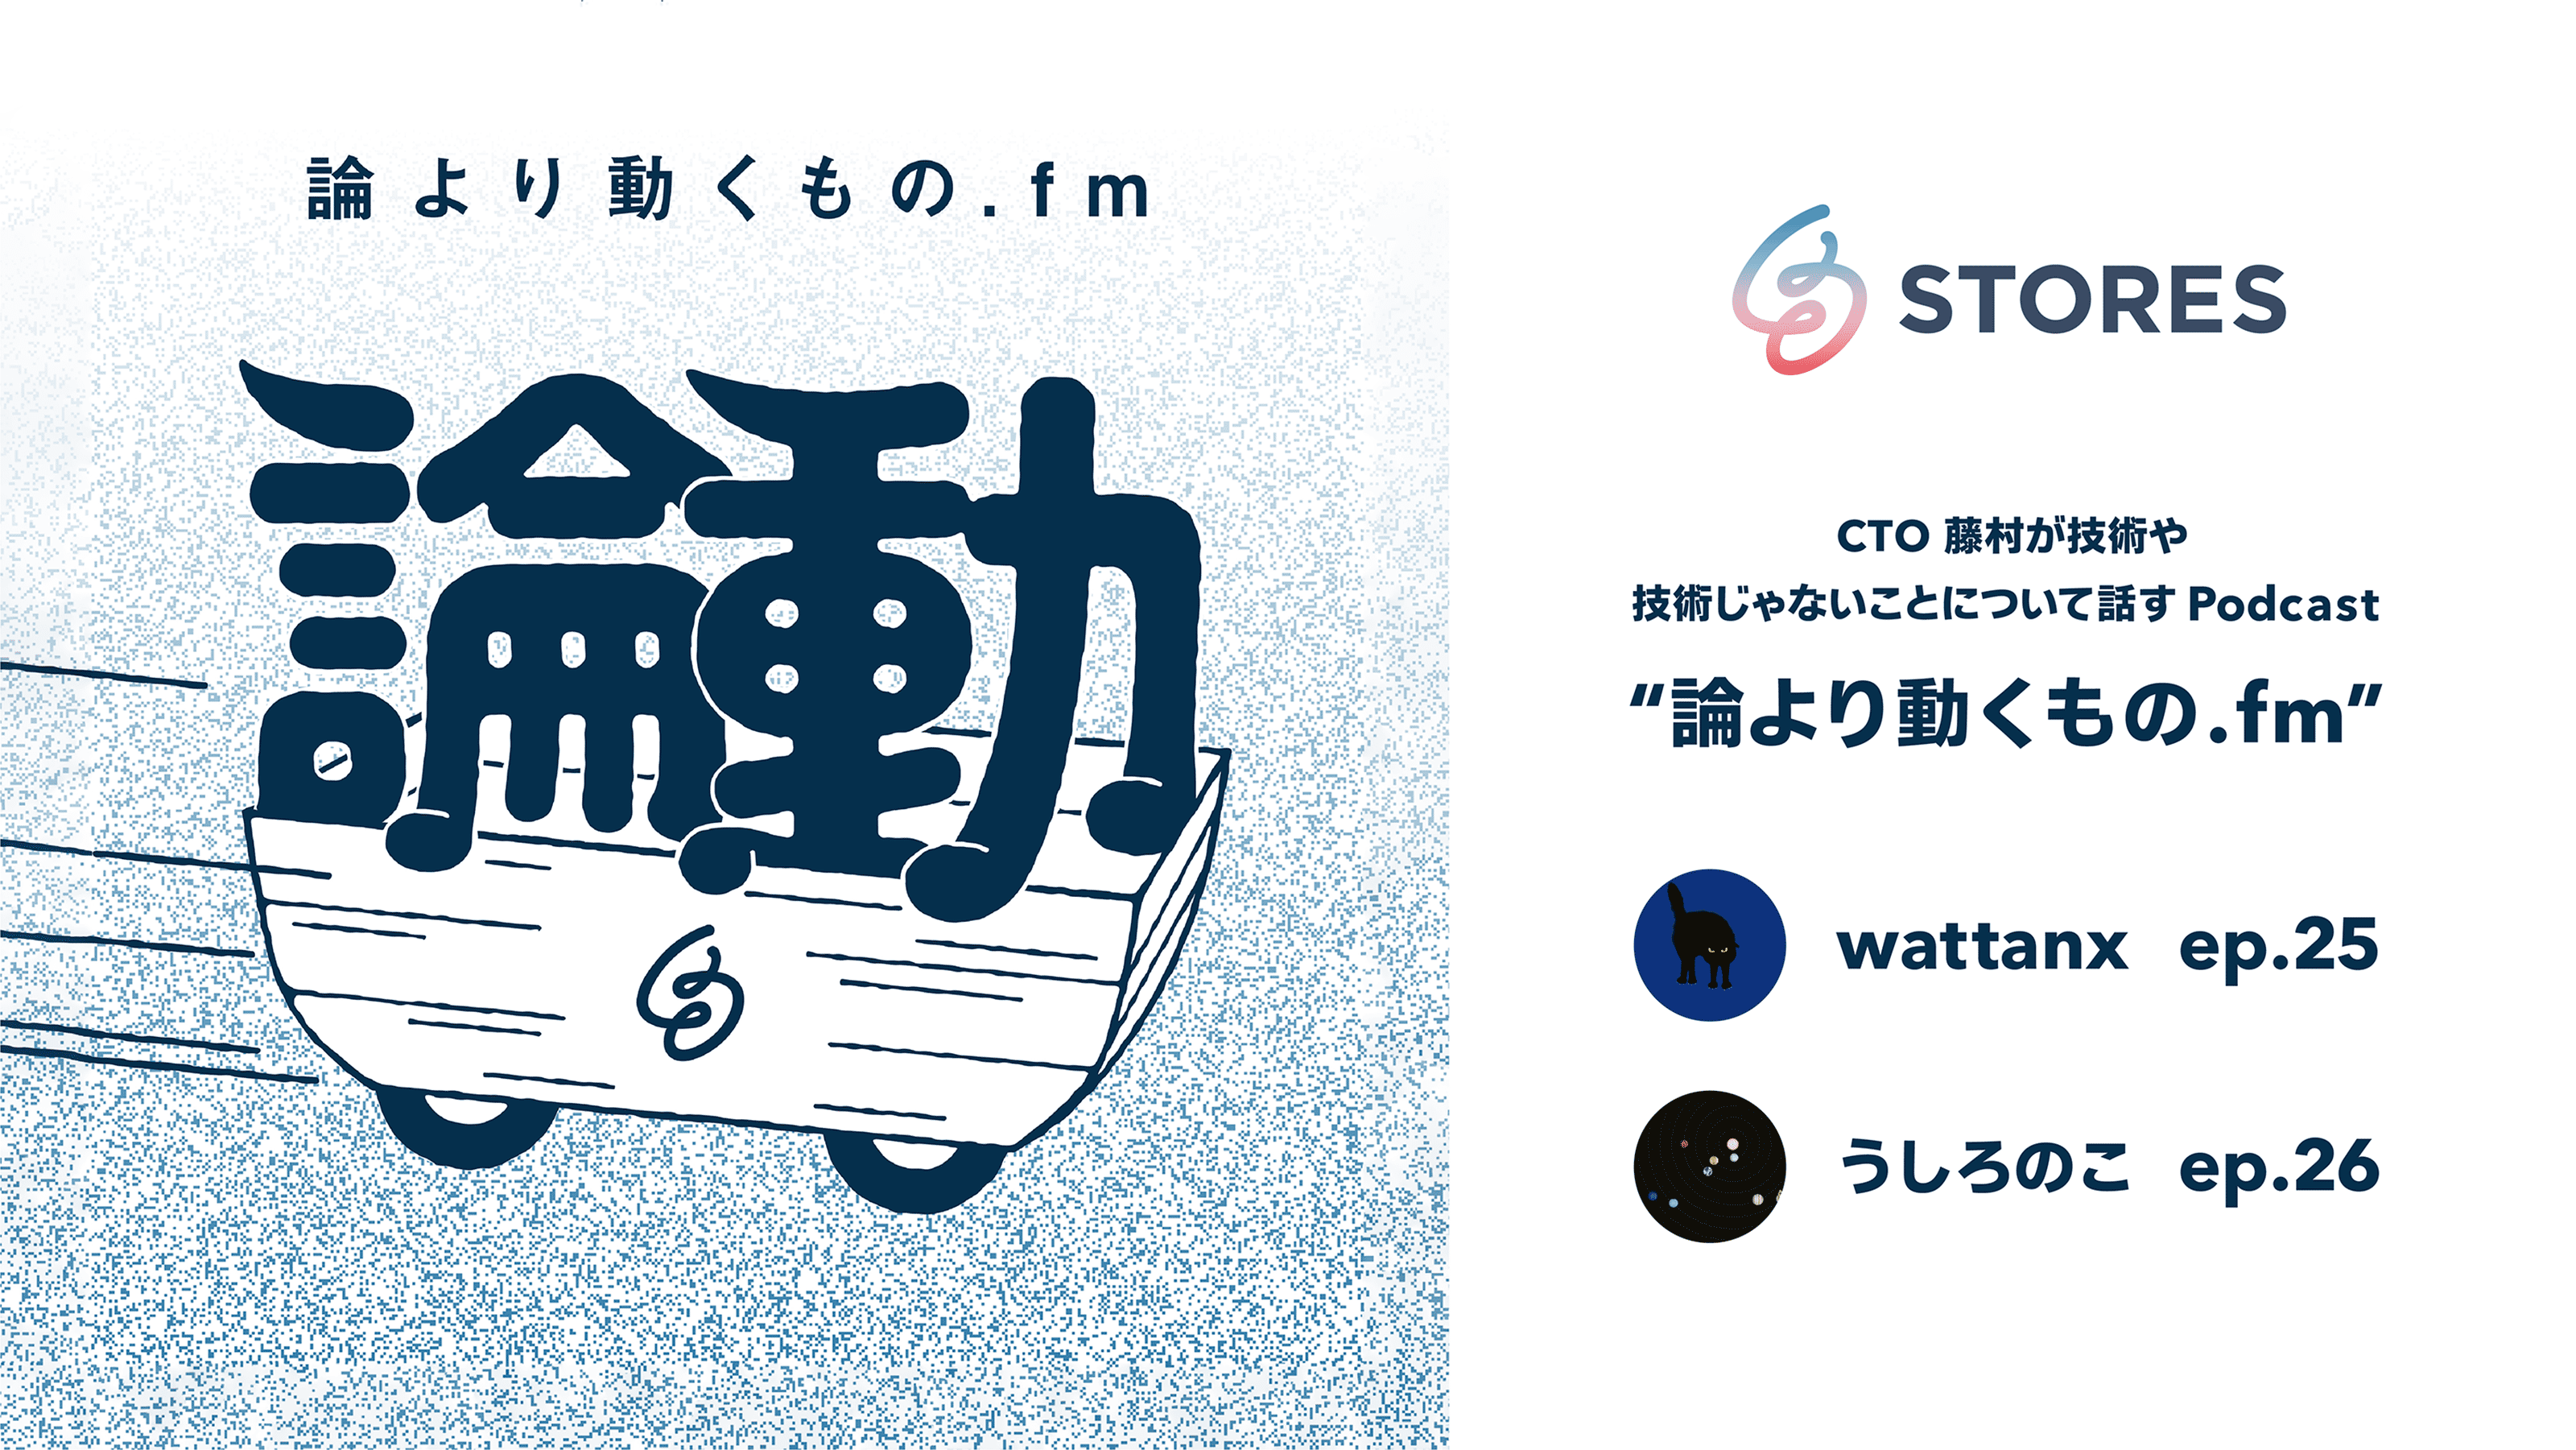 論より動くもの.fm
論動
STORES
CTO 藤村が技術や
技術じゃないことについて話す Podcast
“論より動くもの.fm”
wattanx ep.25
うしろのこ ep.26